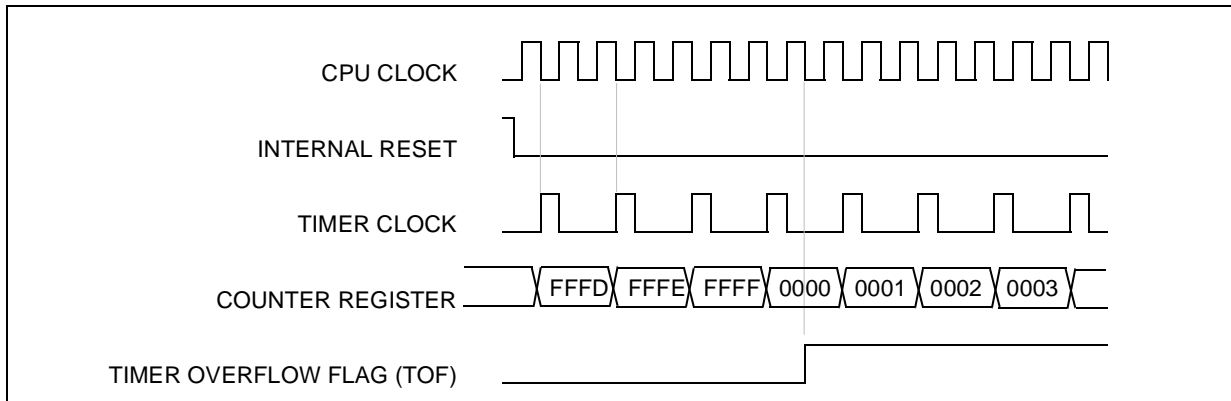 CPU CLOCK
INTERNAL RESET
TIMER CLOCK
COUNTER REGISTER FFFD FFFE FFFF 0000 0001 0002 0003
TIMER OVERFLOW FLAG (TOF)